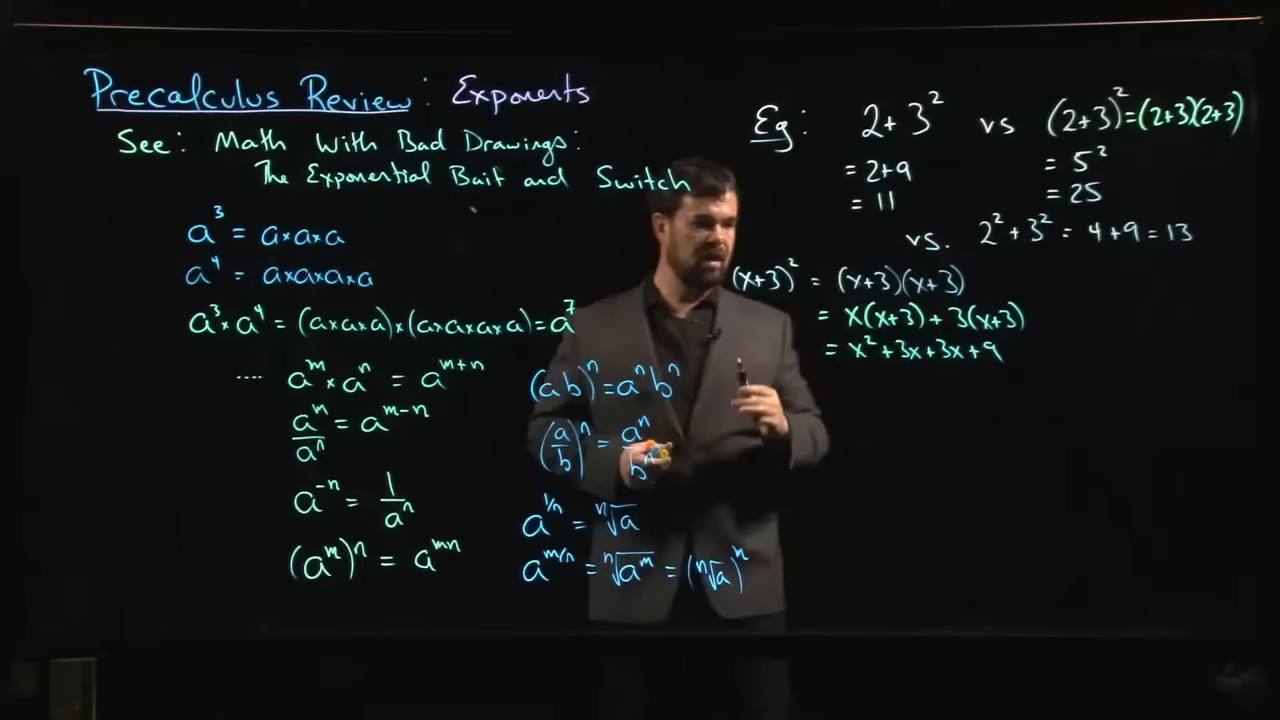 Precalculus Review: Exponents
See: Math With Bad Drawings:
The Exponential Bait and Switch
a³ = a×a×a
a⁴ = a×a×a×a
a³×a⁴ = (a×a×a)×(a×a×a×a) = a⁷
.... aᵐ×aⁿ = aᵐ⁺ⁿ
aᵐ/aⁿ = aᵐ⁻ⁿ
a⁻ⁿ = 1/aⁿ
(aᵐ)ⁿ = aᵐⁿ
(ab)ⁿ = aⁿbⁿ
(a/b)ⁿ = aⁿ/bⁿ
a^(1/n) = ⁿ√a
a^(m/n) = ⁿ√aᵐ = (ⁿ√a)ᵐ
Eg: 2+3² vs (2+3)² = (2+3)(2+3)
= 2+9 = 5²
= 11 = 25
vs. 2²+3² = 4+9 = 13
(x+3)² = (x+3)(x+3)
= x(x+3) + 3(x+3)
= x² + 3x + 3x + 9